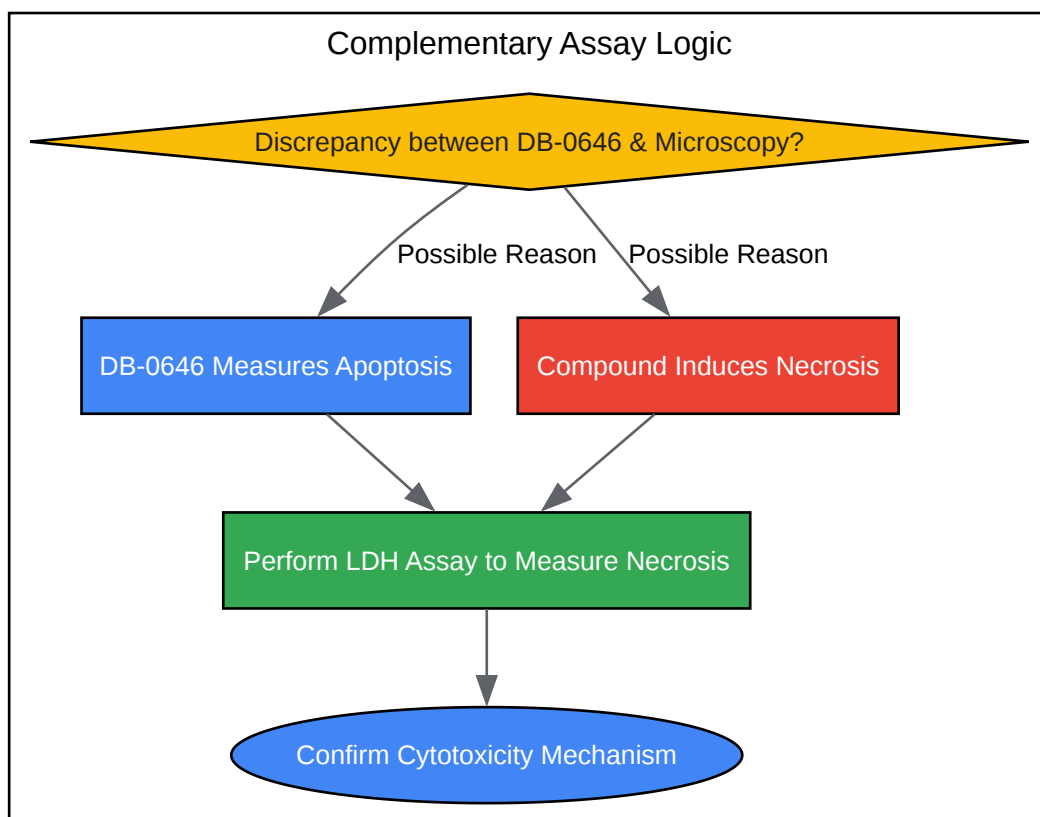 Complementary Assay Logic
Discrepancy between DB-0646 & Microscopy?
Possible Reason
Possible Reason
DB-0646 Measures Apoptosis
Compound Induces Necrosis
Perform LDH Assay to Measure Necrosis
Confirm Cytotoxicity Mechanism